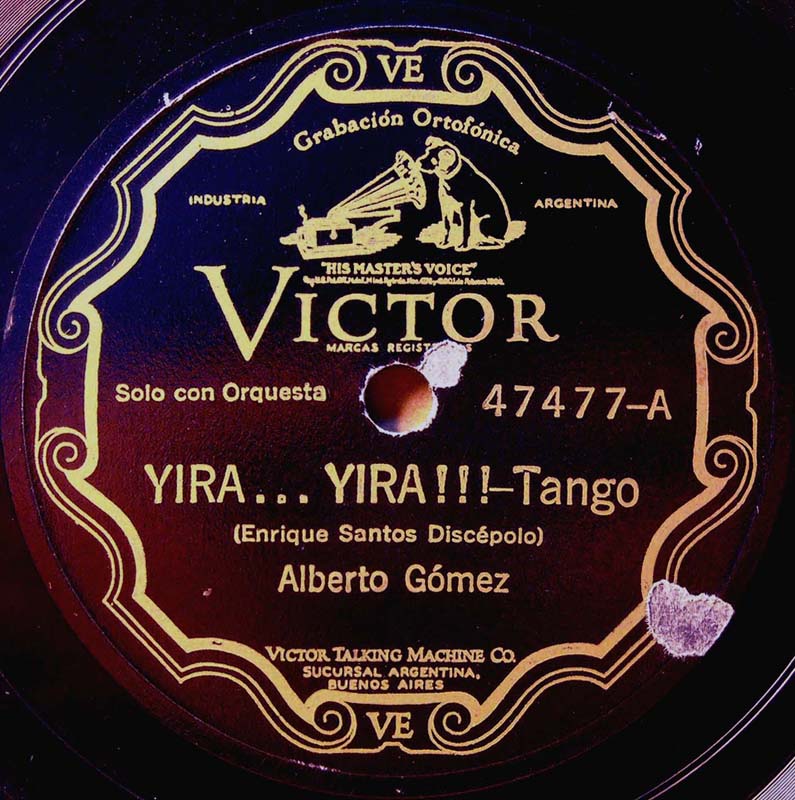 VE
Grabación Ortofónica
INDUSTRIA ARGENTINA
"HIS MASTER'S VOICE"
VICTOR
MARCAS
Solo con Orquesta 47477-A
YIRA... YIRA!!!-Tango
(Enrique Santos Discépolo)
Alberto Gómez
VICTOR TALKING MACHINE CO.
SUCURSAL ARGENTINA,
BUENOS AIRES
VE